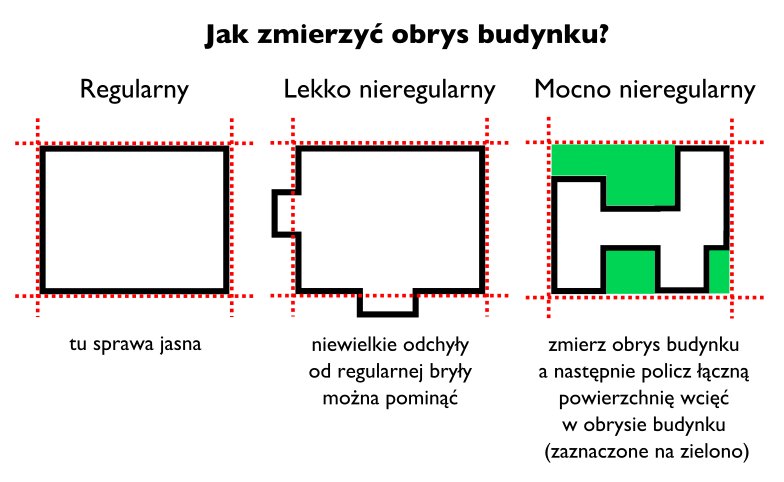 Jak zmierzyć obrys budynku?
Regularny
Lekko nieregularny
Mocno nieregularny
tu sprawa jasna
niewielkie odchyły
od regularnej bryły
można pominąć
zmierz obrys budynku
a następnie policz łączną
powierzchnię wcięć
w obrysie budynku
(zaznaczone na zielono)